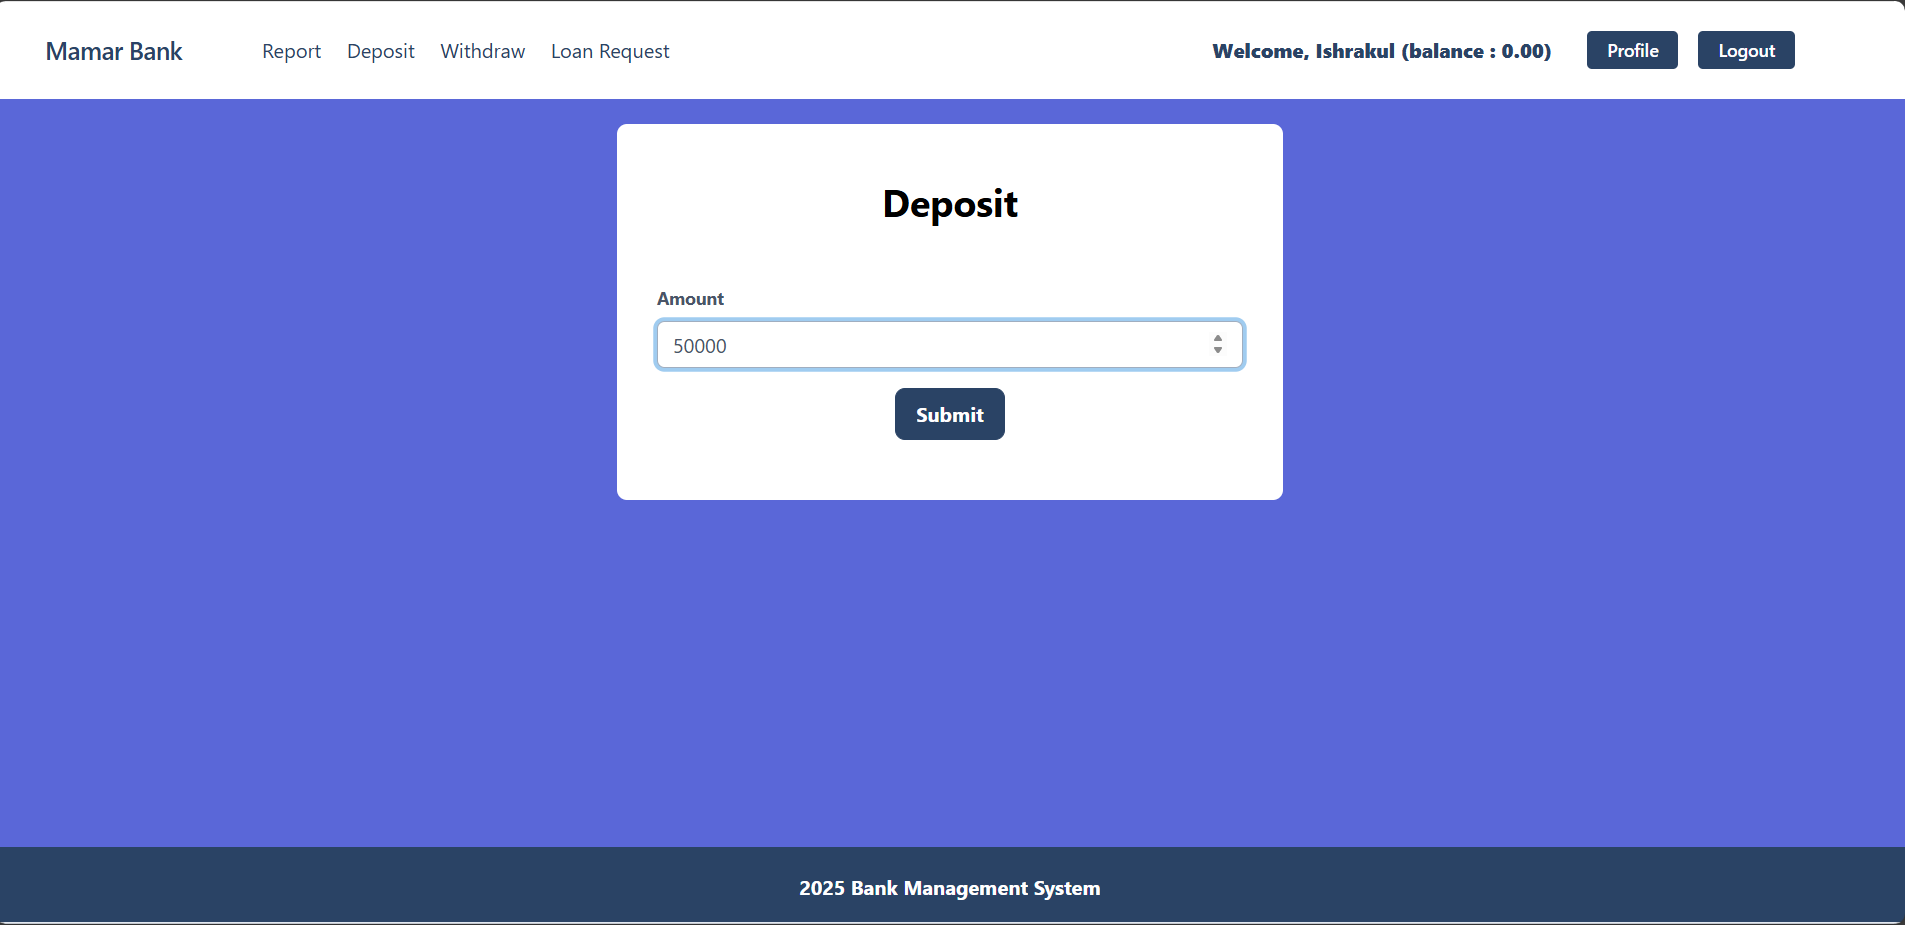 Mamar Bank Report Deposit Withdraw Loan Request Welcome, Ishrakul (balance : 0.00) Profile Logout
Deposit
Amount
50000
Submit
2025 Bank Management System